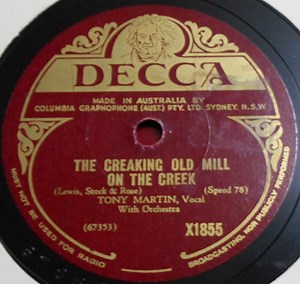 DECCA
MADE IN AUSTRALIA BY
COLUMBIA GRAPHOPHONE (AUST.) PTY. LTD. SYDNEY. N.S.W.
THE CREAKING OLD MILL
ON THE CREEK
(Lewis, Stock & Rose) (Speed 78)
TONY MARTIN, Vocal
With Orchestra
(67353) X1855
MUST NOT BE USED FOR RADIO BROADCASTING, NOR PUBLICLY PERFORMED